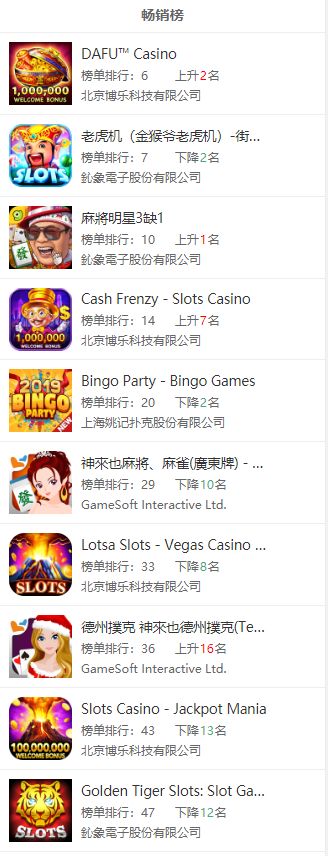 畅销榜
DAFU™ Casino
榜单排行：6 上升2名
1,000,000
WELCOME BONUS
北京博乐科技有限公司
老虎机（金猴爷老虎机）-街...
榜单排行：7 下降2名
SLOTS
鈊象電子股份有限公司
麻將明星3缺1
榜单排行：10 上升1名
發
鈊象電子股份有限公司
Cash Frenzy - Slots Casino
榜单排行：14 上升7名
1,000,000
WELCOME BONUS
北京博乐科技有限公司
Bingo Party - Bingo Games
2019
BINGO
PARTY
NEW
榜单排行：20 下降2名
上海姚记扑克股份有限公司
神來也麻將、麻雀(廣東牌) - ...
榜单排行：29 下降10名
發
GameSoft Interactive Ltd.
Lotsa Slots - Vegas Casino ...
榜单排行：33 下降8名
SLOTS
北京博乐科技有限公司
德州撲克 神來也德州撲克(Te...
榜单排行：36 上升16名
GameSoft Interactive Ltd.
Slots Casino - Jackpot Mania
榜单排行：43 下降13名
100,000,000
WELCOME BONUS
北京博乐科技有限公司
Golden Tiger Slots: Slot Ga...
榜单排行：47 下降12名
SLOTS
鈊象電子股份有限公司